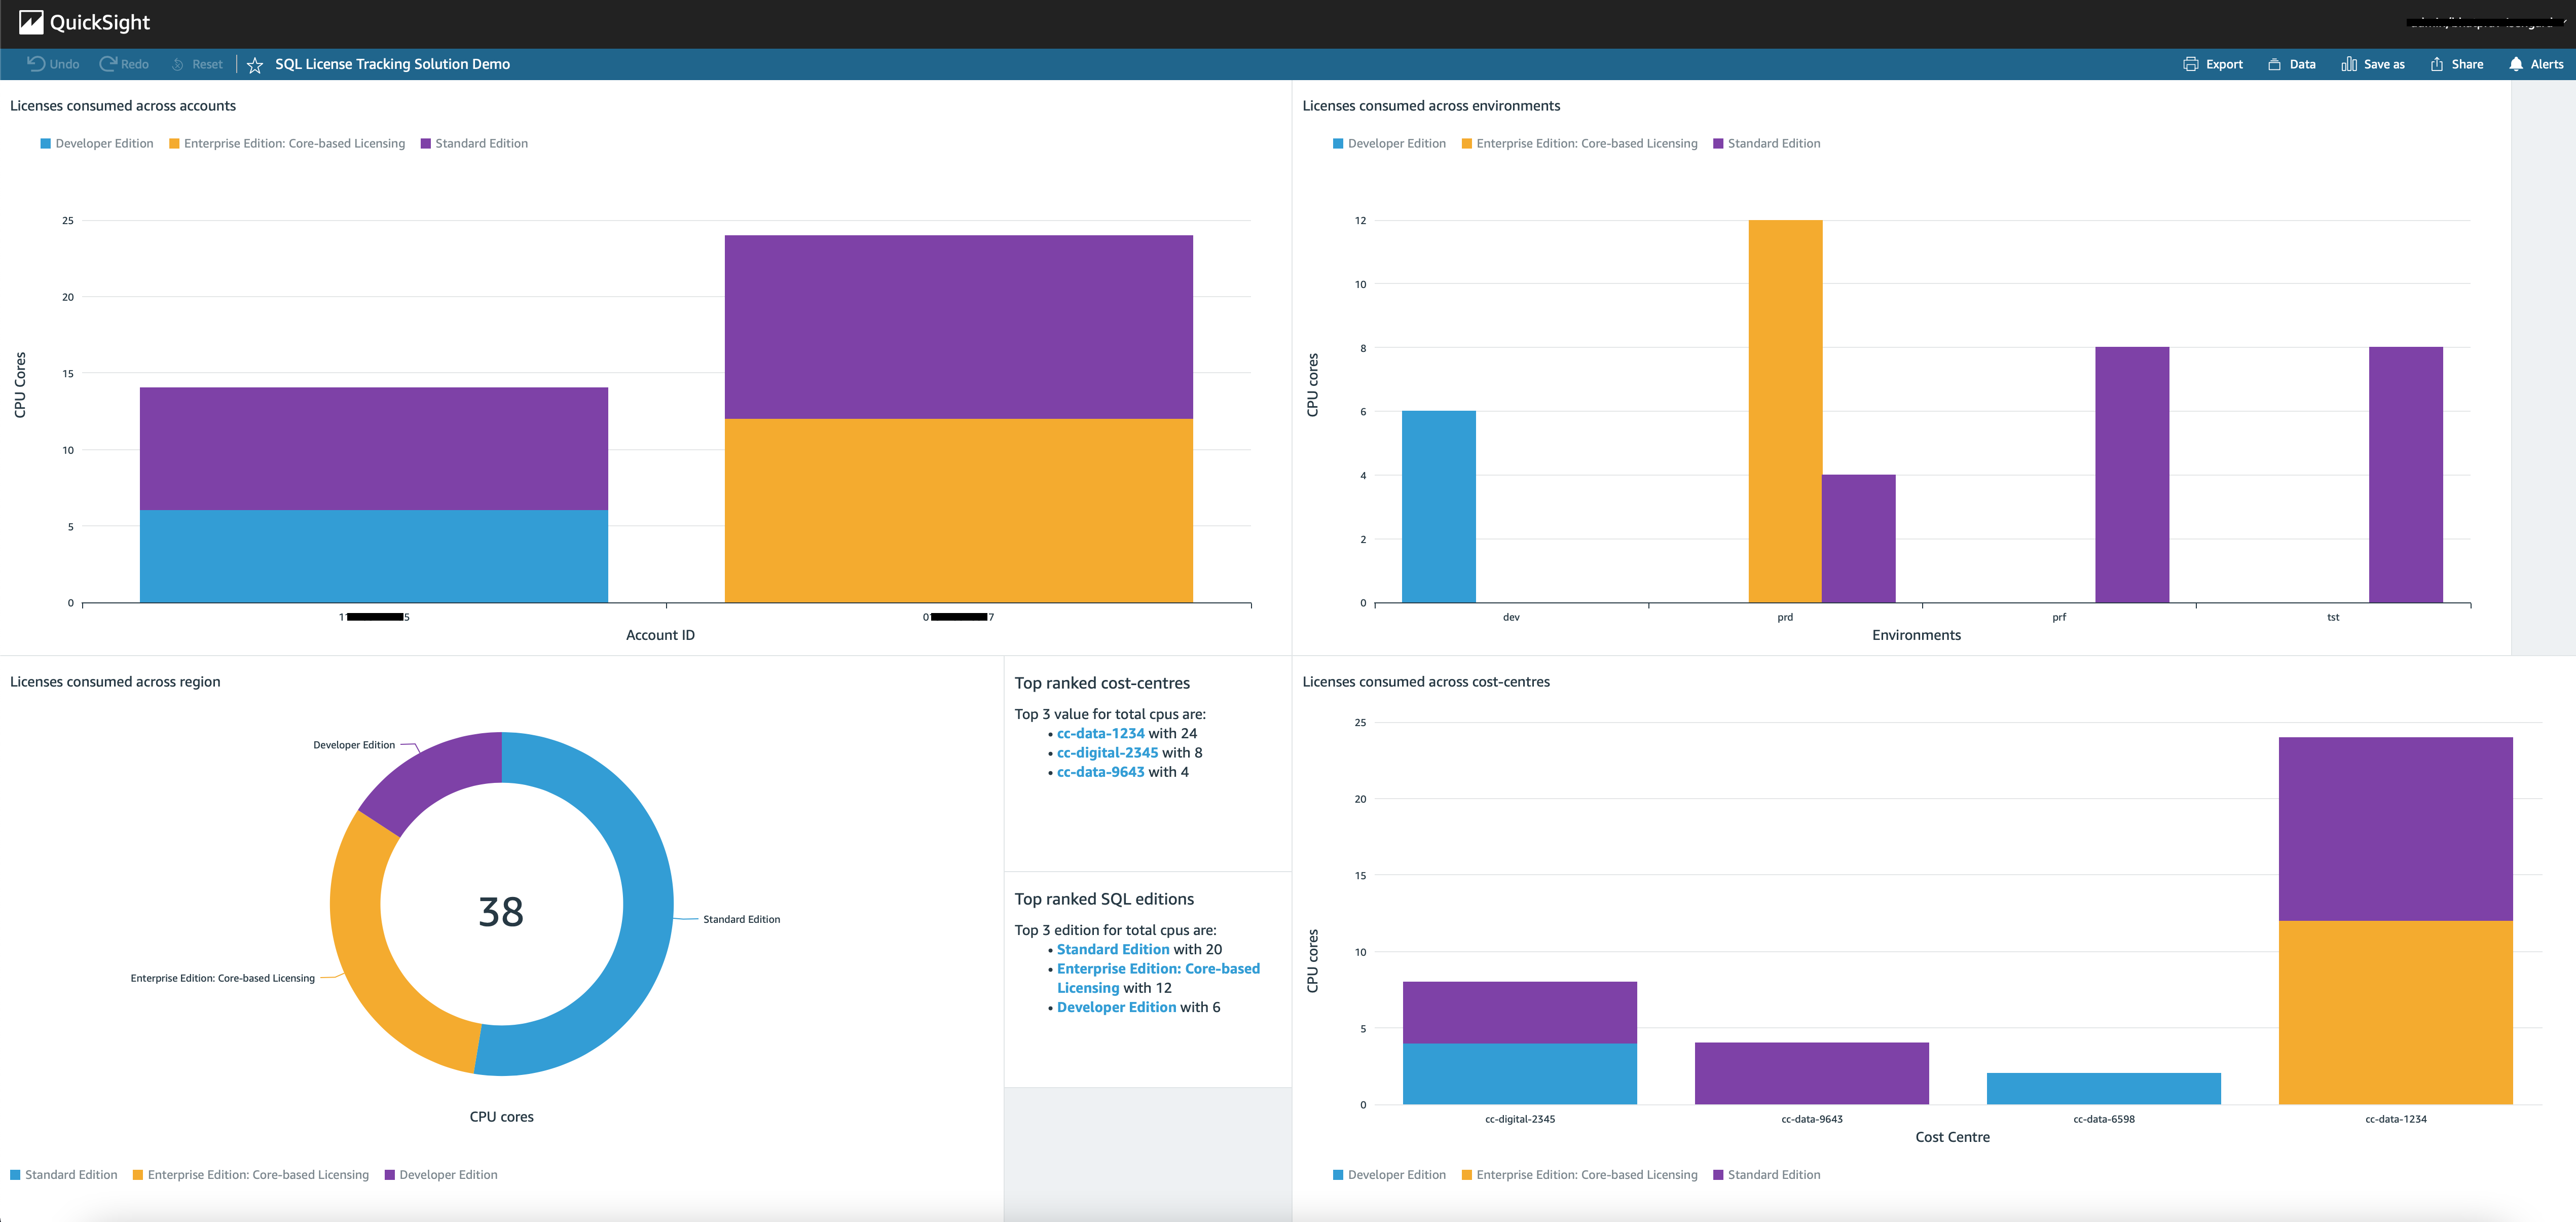 QuickSight
Undo Redo Reset SQL License Tracking Solution Demo Export Data Save as Share Alerts
Licenses consumed across accounts
Developer Edition Enterprise Edition: Core-based Licensing Standard Edition
25
20
15
10
5
0
CPU Cores
11 5
0 7
Account ID
Licenses consumed across environments
Developer Edition Enterprise Edition: Core-based Licensing Standard Edition
12
10
8
6
4
2
0
CPU cores
dev prd prf tst
Environments
Licenses consumed across region
Developer Edition
Standard Edition
Enterprise Edition: Core-based Licensing
38
CPU cores
Standard Edition Enterprise Edition: Core-based Licensing Developer Edition
Top ranked cost-centres
Top 3 value for total cpus are:
• cc-data-1234 with 24
• cc-digital-2345 with 8
• cc-data-9643 with 4
Top ranked SQL editions
Top 3 edition for total cpus are:
• Standard Edition with 20
• Enterprise Edition: Core-based
Licensing with 12
• Developer Edition with 6
Licenses consumed across cost-centres
25
20
15
10
5
0
CPU cores
cc-digital-2345 cc-data-9643 cc-data-6598 cc-data-1234
Cost Centre
Developer Edition Enterprise Edition: Core-based Licensing Standard Edition